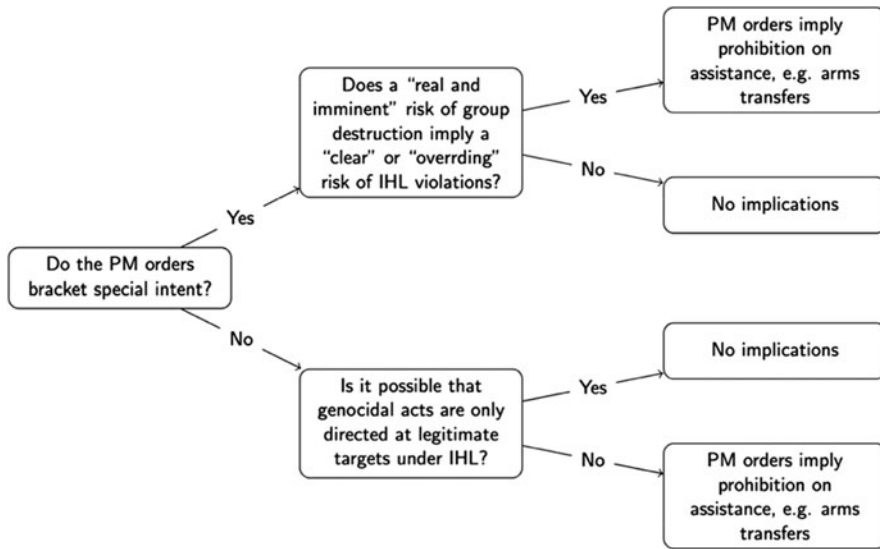 Do the PM orders
bracket special intent?
Yes
No
Does a “real and
imminent” risk of group
destruction imply a
“clear” or “overrding”
risk of IHL violations?
Yes
No
PM orders imply
prohibition on
assistance, e.g. arms
transfers
No implications
Is it possible that
genocidal acts are only
directed at legitimate
targets under IHL?
Yes
No
No implications
PM orders imply
prohibition on
assistance, e.g. arms
transfers